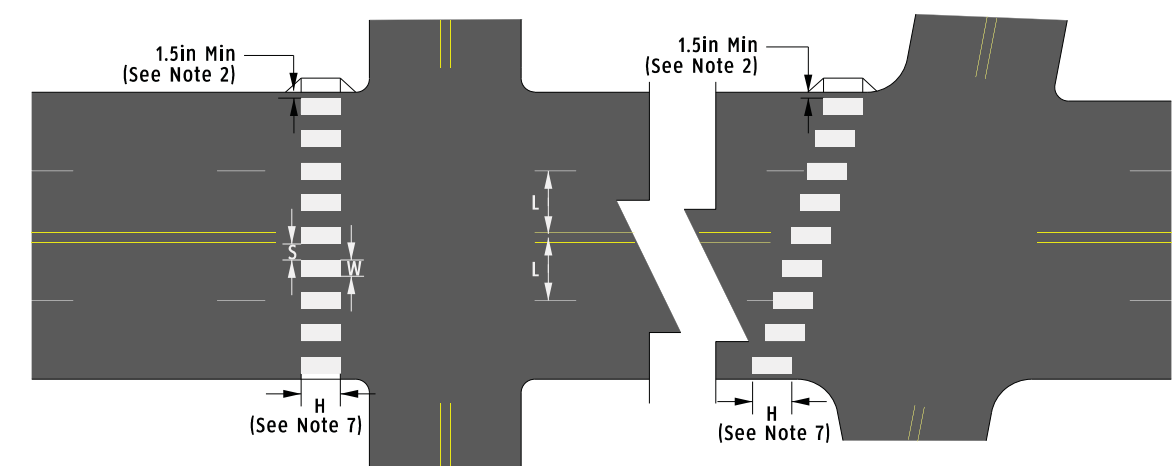 1.5in Min
(See Note 2)
1.5in Min
(See Note 2)
L
S
W
L
H
(See Note 7)
H
(See Note 7)